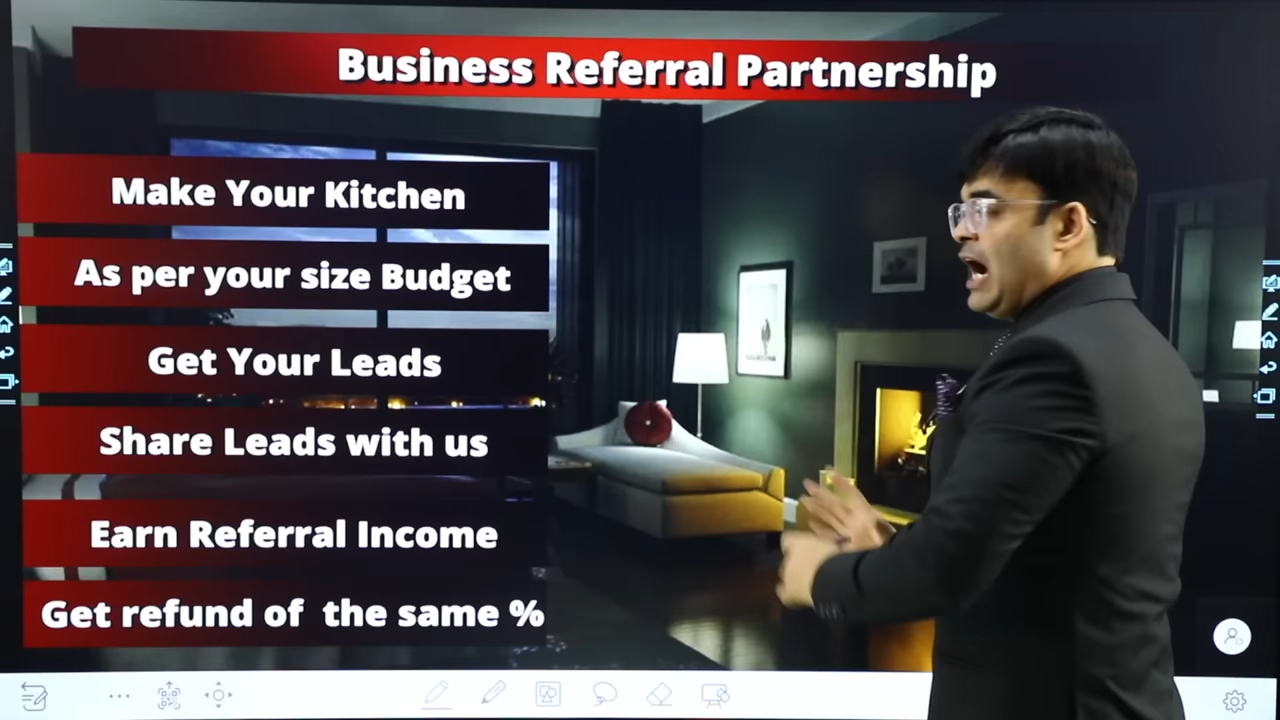 Business Referral Partnership
Make Your Kitchen
As per your size Budget
Get Your Leads
Share Leads with us
Earn Referral Income
Get refund of the same %